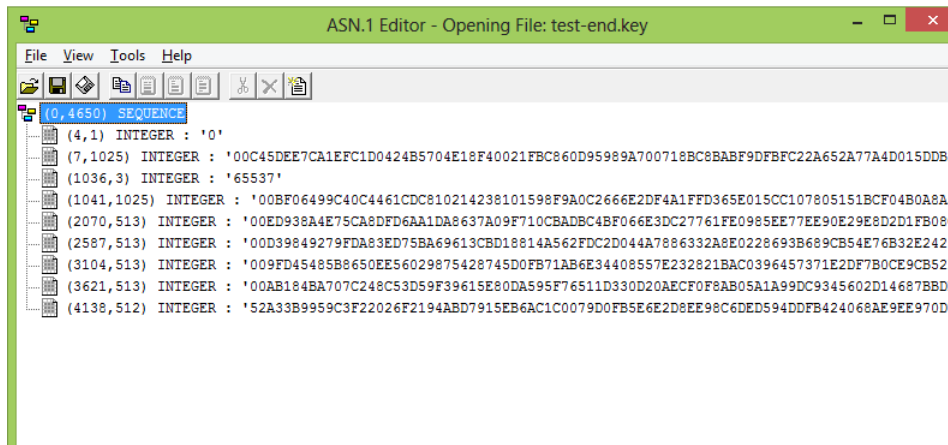 ASN.1 Editor - Opening File: test-end.key
File View Tools Help
(0,4650) SEQUENCE
(4,1) INTEGER : '0'
(7,1025) INTEGER : '00C45DEE7CA1EFC1D0424B5704E18F40021FBC860D95989A700718BC8BABF9DFBFC22A652A77A4D015DDB
(1036,3) INTEGER : '65537'
(1041,1025) INTEGER : '00BF06499C40C4461CDC810214238101598F9A0C2666E2DF4A1FFD365E015CC107805151BCF04B0A8A
(2070,513) INTEGER : '00ED938A4E75CA8DFD6AA1DA8637A09F710CBADBC4BF066E3DC27761FE0985EE77EE90E29E8D2D1FB08
(2587,513) INTEGER : '00D39849279FDA83ED75BA69613CBD18814A562FDC2D044A7886332A8E0228693B689CB54E76B32E242
(3104,513) INTEGER : '009FD45485B8650EE56029875428745D0FB71AB6E34408557E232821BAC0396457371E2DF7B0CE9CB52
(3621,513) INTEGER : '00AB184BA707C248C53D59F39615E80DA595F76511D330D20AECF0F8AB05A1A99DC9345602D14687BBD
(4138,512) INTEGER : '52A33B9959C3F22026F2194ABD7915EB6AC1C0079D0FB5E6E2D8EE98C6DED594DDFB424068AE9EE970D